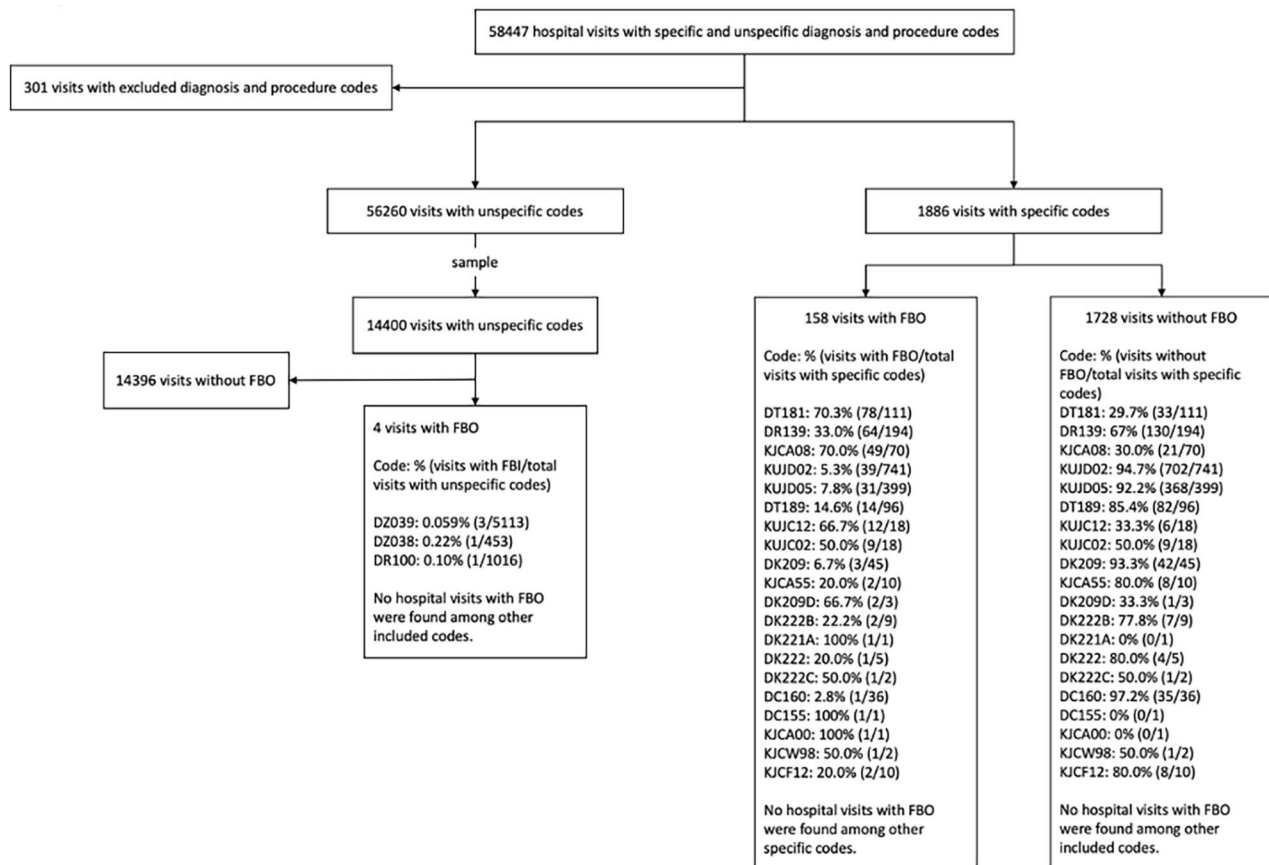 58447 hospital visits with specific and unspecific diagnosis and procedure codes
301 visits with excluded diagnosis and procedure codes
56260 visits with unspecific codes
1886 visits with specific codes
sample
14400 visits with unspecific codes
14396 visits without FBO
4 visits with FBO
Code: % (visits with FBI/total
visits with unspecific codes)
DZ039: 0.059% (3/5113)
DZ038: 0.22% (1/453)
DR100: 0.10% (1/1016)
No hospital visits with FBO
were found among other
included codes.
158 visits with FBO
Code: % (visits with FBO/total
visits with specific codes)
DT181: 70.3% (78/111)
DR139: 33.0% (64/194)
KJCA08: 70.0% (49/70)
KUJD02: 5.3% (39/741)
KUJD05: 7.8% (31/399)
DT189: 14.6% (14/96)
KUJC12: 66.7% (12/18)
KUJC02: 50.0% (9/18)
DK209: 6.7% (3/45)
KJCA55: 20.0% (2/10)
DK209D: 66.7% (2/3)
DK222B: 22.2% (2/9)
DK221A: 100% (1/1)
DK222: 20.0% (1/5)
DK222C: 50.0% (1/2)
DC160: 2.8% (1/36)
DC155: 100% (1/1)
KJCA00: 100% (1/1)
KJCW98: 50.0% (1/2)
KJCF12: 20.0% (2/10)
No hospital visits with FBO
were found among other
specific codes.
1728 visits without FBO
Code: % (visits without
FBO/total visits with specific
codes)
DT181: 29.7% (33/111)
DR139: 67% (130/194)
KJCA08: 30.0% (21/70)
KUJD02: 94.7% (702/741)
KUJD05: 92.2% (368/399)
DT189: 85.4% (82/96)
KUJC12: 33.3% (6/18)
KUJC02: 50.0% (9/18)
DK209: 93.3% (42/45)
KJCA55: 80.0% (8/10)
DK209D: 33.3% (1/3)
DK222B: 77.8% (7/9)
DK221A: 0% (0/1)
DK222: 80.0% (4/5)
DK222C: 50.0% (1/2)
DC160: 97.2% (35/36)
DC155: 0% (0/1)
KJCA00: 0% (0/1)
KJCW98: 50.0% (1/2)
KJCF12: 80.0% (8/10)
No hospital visits with FBO
were found among other
included codes.